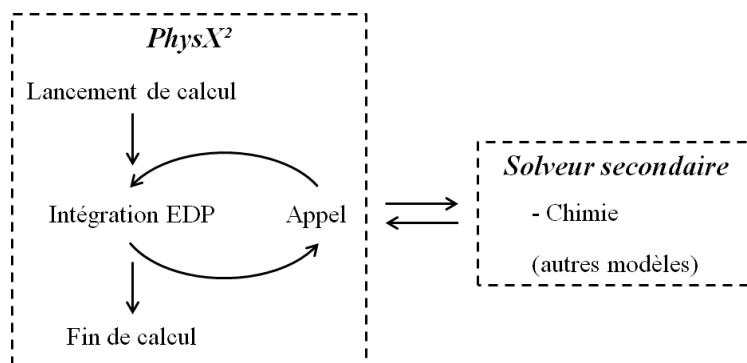 PhysX²
Lancement de calcul
Intégration EDP
Appel
Fin de calcul
Solveur secondaire
- Chimie
(autres modèles)